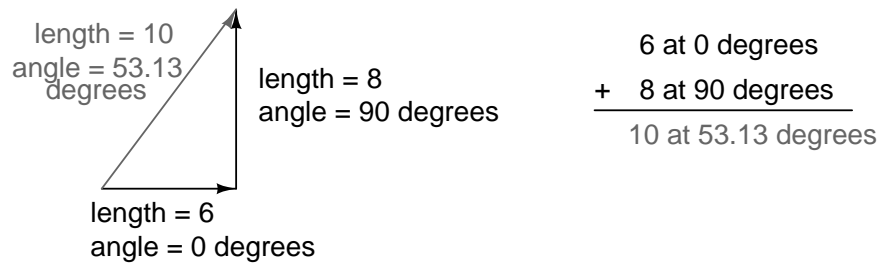 length = 10
angle = 53.13
degrees
length = 8
angle = 90 degrees
length = 6
angle = 0 degrees
6 at 0 degrees
+ 8 at 90 degrees
10 at 53.13 degrees